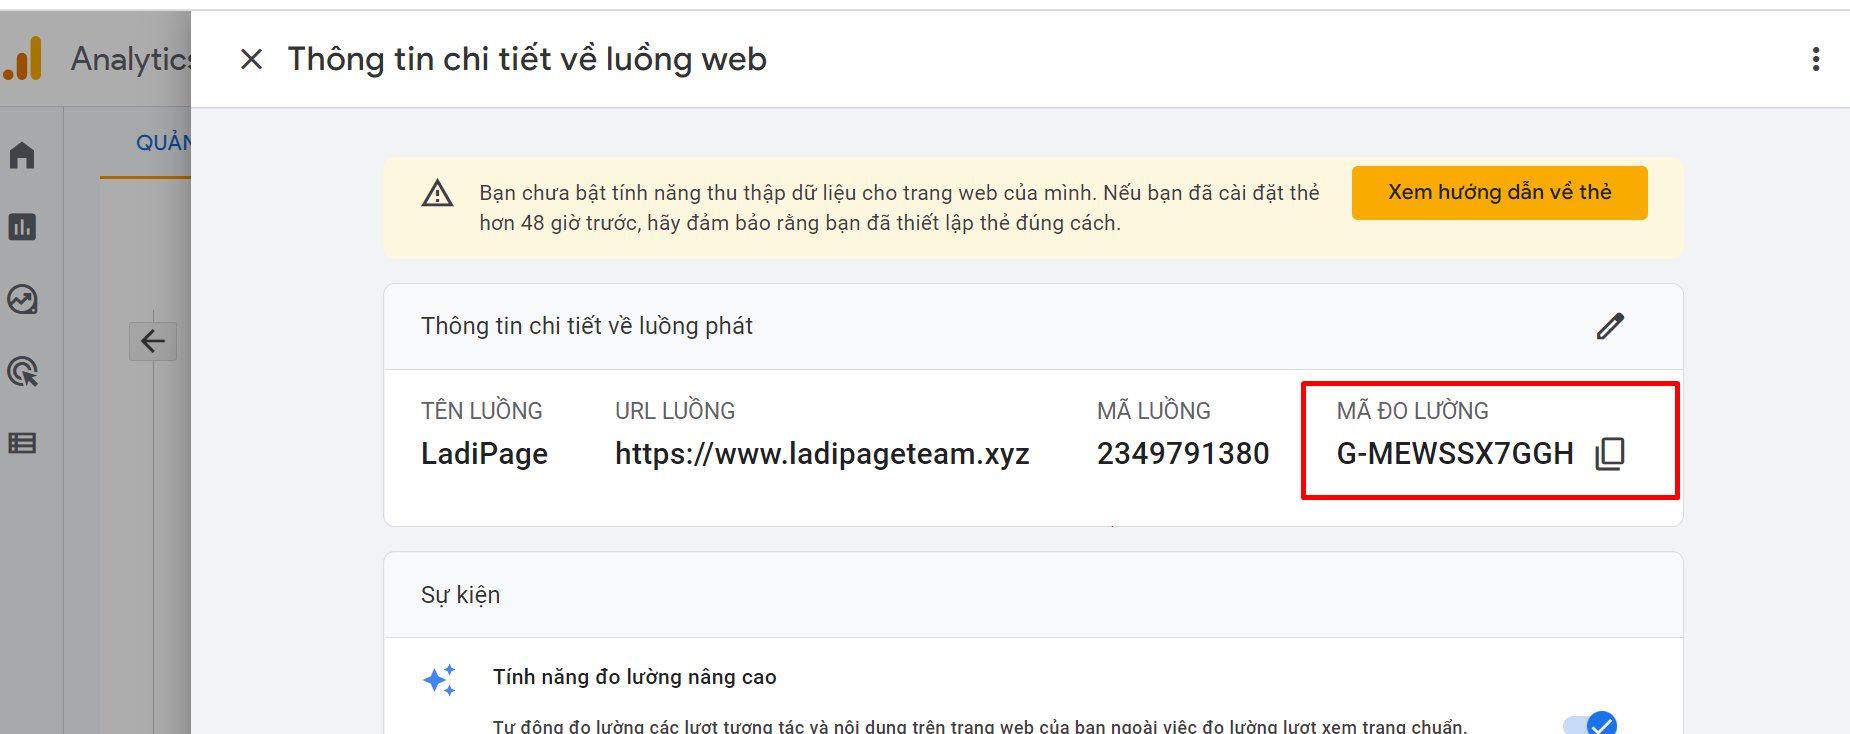 Analytics
Thông tin chi tiết về luồng web
QUẢN
Bạn chưa bật tính năng thu thập dữ liệu cho trang web của mình. Nếu bạn đã cài đặt thẻ
hơn 48 giờ trước, hãy đảm bảo rằng bạn đã thiết lập thẻ đúng cách.
Xem hướng dẫn về thẻ
Thông tin chi tiết về luồng phát
TÊN LUỒNG
LadiPage
URL LUỒNG
https://www.ladipageteam.xyz
MÃ LUỒNG
2349791380
MÃ ĐO LƯỜNG
G-MEWSSX7GGH
Sự kiện
Tính năng đo lường nâng cao
Tự động đo lường các lượt tương tác và nội dung trên trang web của bạn ngoài việc đo lường lượt xem trang chuẩn.